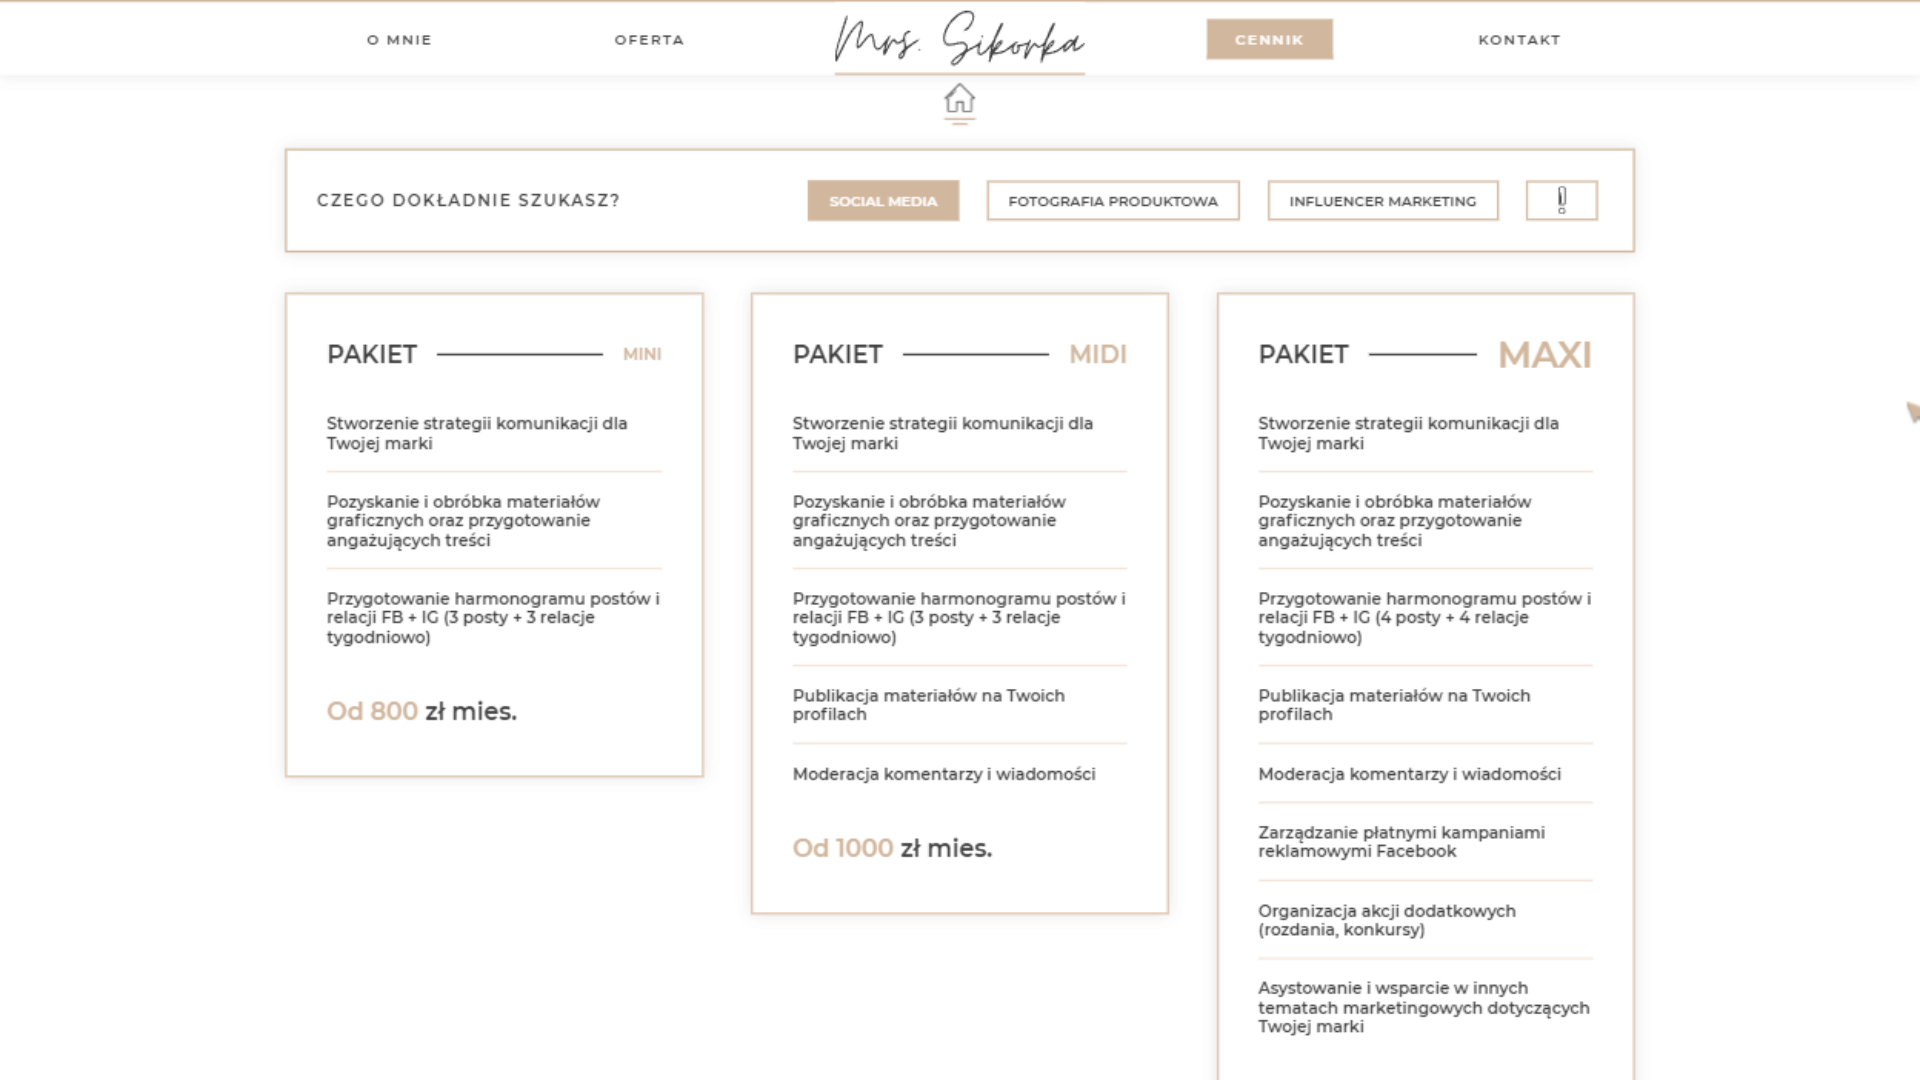 O MNIE
OFERTA
Mrs. Sikorka
CENNIK
KONTAKT
CZEGO DOKŁADNIE SZUKASZ?
SOCIAL MEDIA
FOTOGRAFIA PRODUKTOWA
INFLUENCER MARKETING
!
PAKIET MINI
Stworzenie strategii komunikacji dla
Twojej marki
Pozyskanie i obróbka materiałów
graficznych oraz przygotowanie
angażujących treści
Przygotowanie harmonogramu postów i
relacji FB + IG (3 posty + 3 relacje
tygodniowo)
Od 800 zł mies.
PAKIET MIDI
Stworzenie strategii komunikacji dla
Twojej marki
Pozyskanie i obróbka materiałów
graficznych oraz przygotowanie
angażujących treści
Przygotowanie harmonogramu postów i
relacji FB + IG (3 posty + 3 relacje
tygodniowo)
Publikacja materiałów na Twoich
profilach
Moderacja komentarzy i wiadomości
Od 1000 zł mies.
PAKIET MAXI
Stworzenie strategii komunikacji dla
Twojej marki
Pozyskanie i obróbka materiałów
graficznych oraz przygotowanie
angażujących treści
Przygotowanie harmonogramu postów i
relacji FB + IG (4 posty + 4 relacje
tygodniowo)
Publikacja materiałów na Twoich
profilach
Moderacja komentarzy i wiadomości
Zarządzanie płatnymi kampaniami
reklamowymi Facebook
Organizacja akcji dodatkowych
(rozdania, konkursy)
Asystowanie i wsparcie w innych
tematach marketingowych dotyczących
Twojej marki